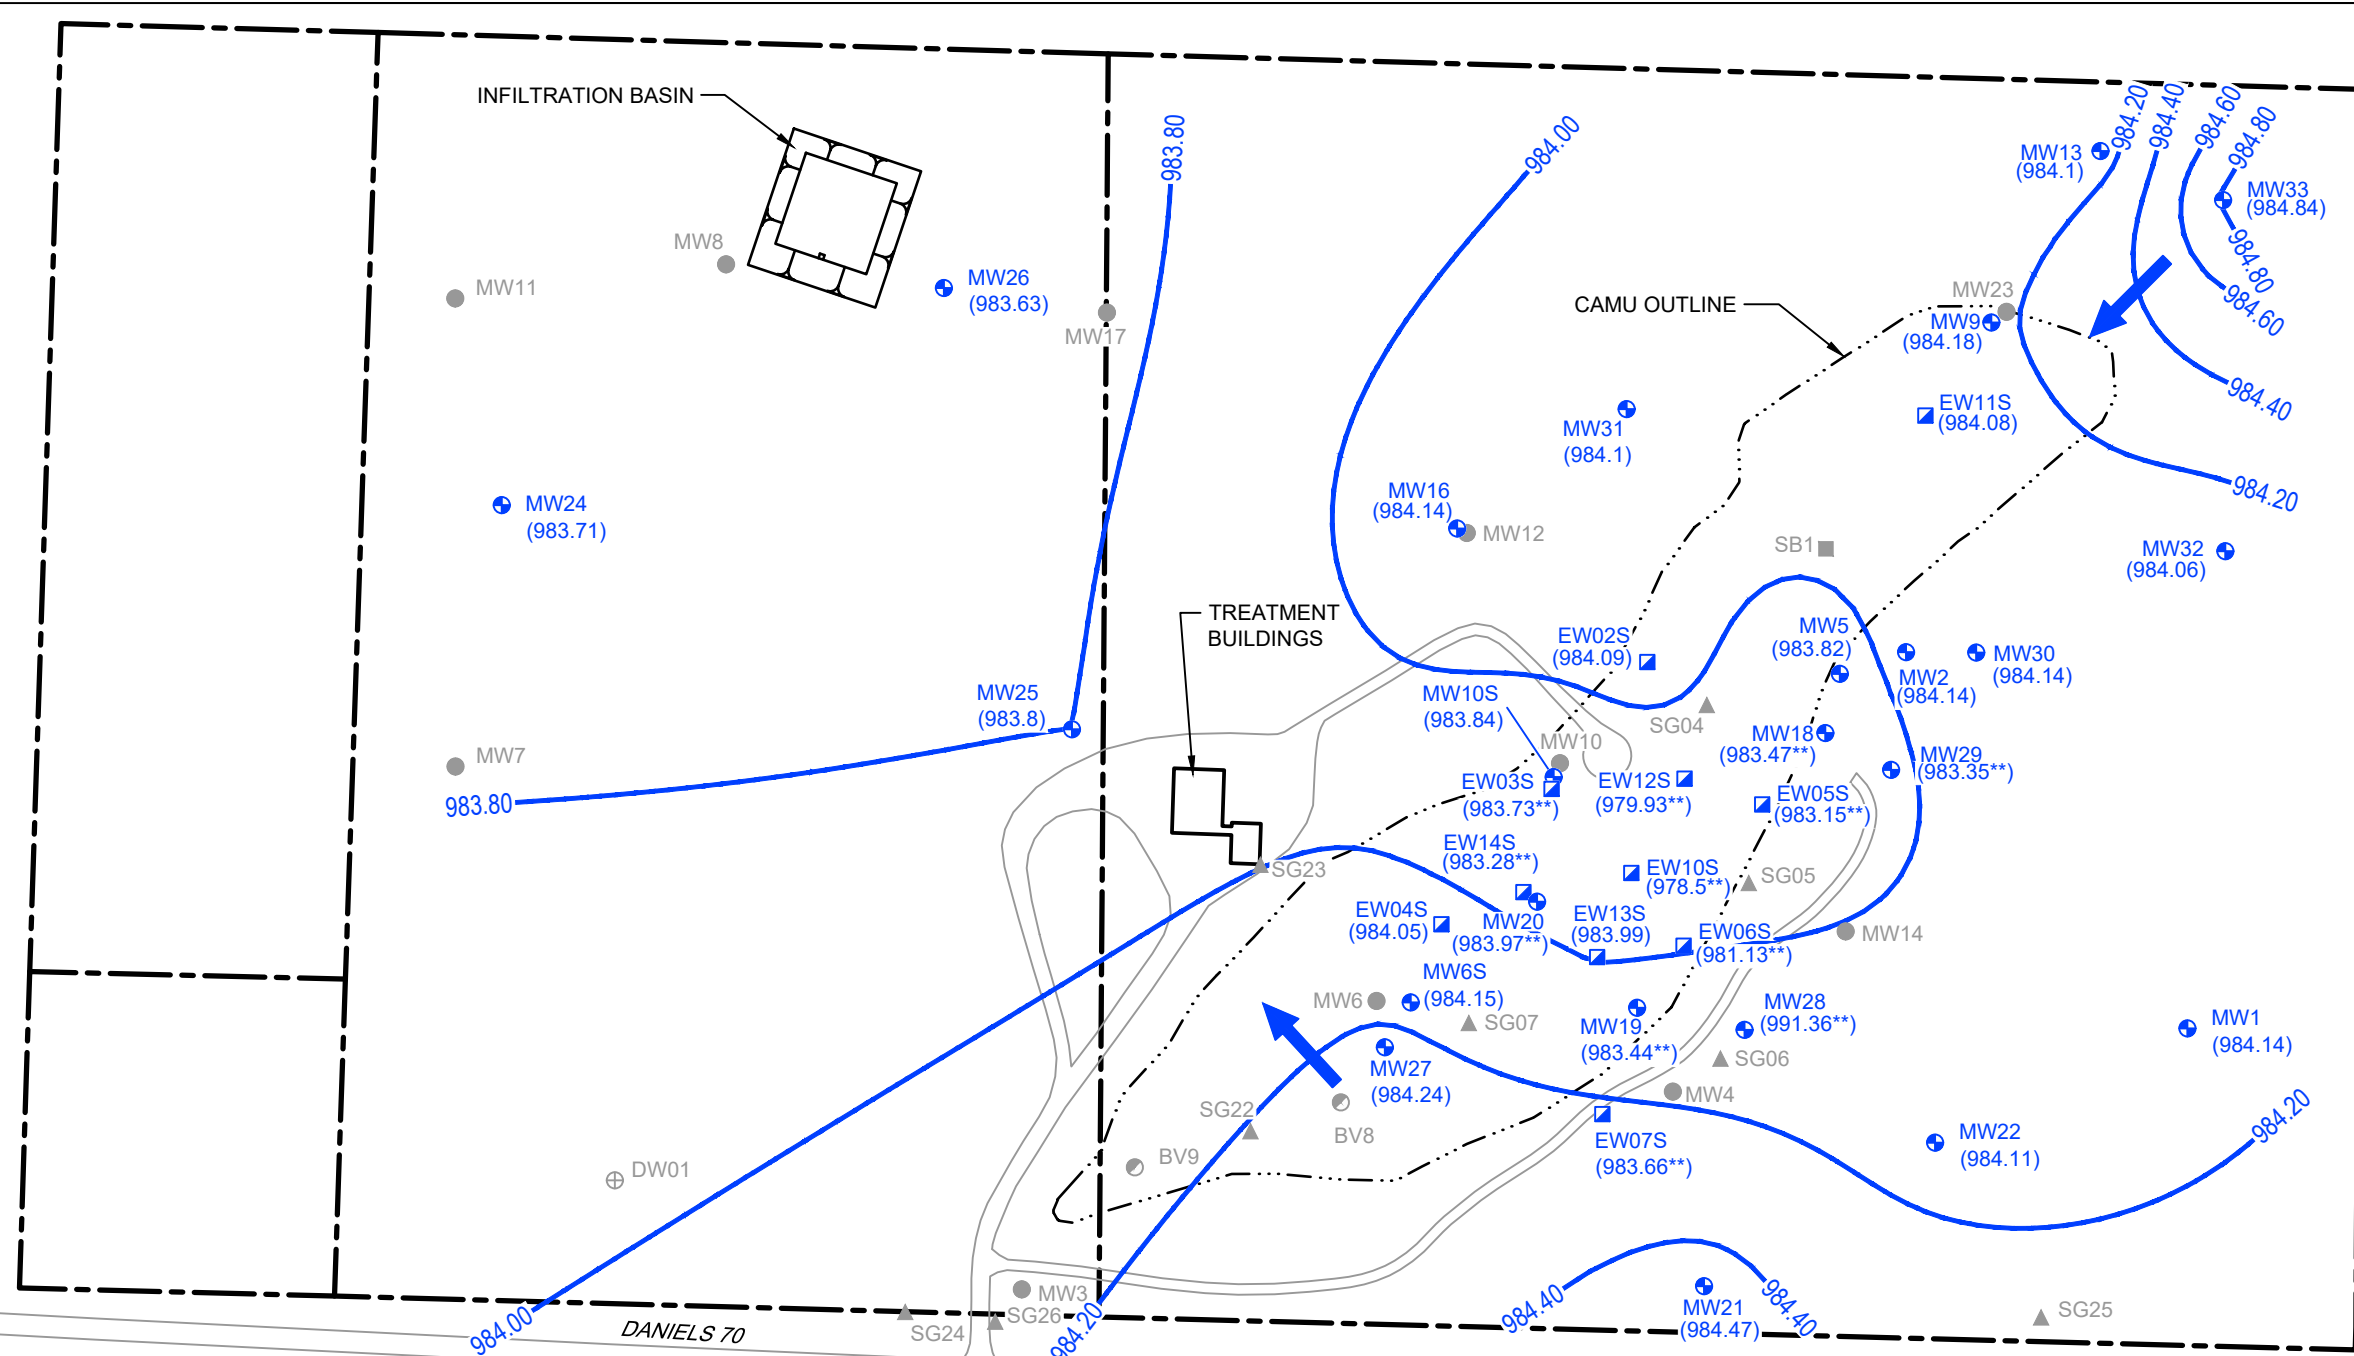 INFILTRATION BASIN
983.80
984.00
984.20
984.40
984.60
984.80
MW13
(984.1)
MW33
(984.84)
984.80
984.60
984.40
984.20
MW8
MW11
MW26
(983.63)
MW17
CAMU OUTLINE
MW23
MW9
(984.18)
EW11S
(984.08)
MW31
(984.1)
MW16
(984.14)
MW12
MW24
(983.71)
SB1
MW32
(984.06)
TREATMENT
BUILDINGS
EW02S
(984.09)
MW5
(983.82)
MW2
(984.14)
MW30
(984.14)
MW25
(983.8)
MW10S
(983.84)
SG04
MW10
MW18
(983.47**)
MW29
(983.35**)
MW7
983.80
EW03S
(983.73**)
EW12S
(979.93**)
EW05S
(983.15**)
EW14S
(983.28**)
SG23
EW10S
(978.5**)
SG05
EW04S
(984.05)
MW20
(983.97**)
EW13S
(983.99)
EW06S
(981.13**)
MW14
MW6S
(984.15)
MW6
SG07
MW19
(983.44**)
MW28
(991.36**)
SG06
MW1
(984.14)
MW27
(984.24)
MW4
SG22
BV8
BV9
EW07S
(983.66**)
MW22
(984.11)
984.20
DW01
MW3
SG26
SG24
984.00
DANIELS 70
984.20
984.40
MW21
(984.47)
984.40
SG25